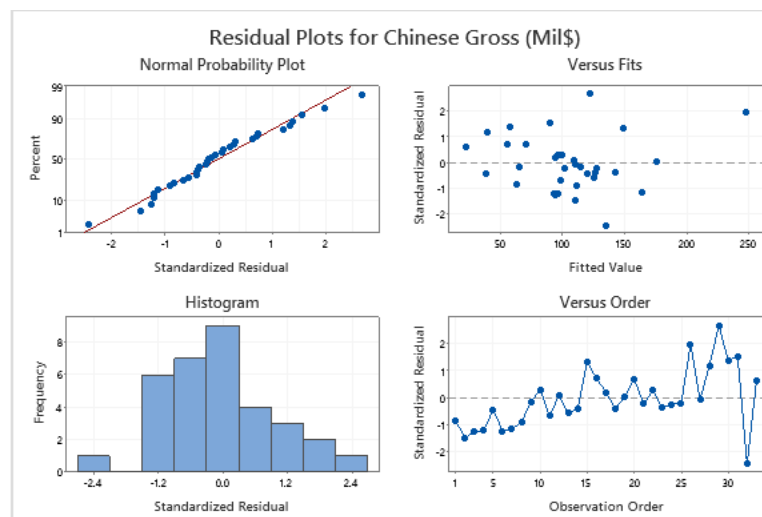 Residual Plots for Chinese Gross (Mil$)
Normal Probability Plot
99
90
50
10
1
Percent
-2 -1 0 1 2
Standardized Residual
Versus Fits
2
1
0
-1
-2
Standardized Residual
50 100 150 200 250
Fitted Value
Histogram
8
6
4
2
0
Frequency
-2.4 -1.2 0.0 1.2 2.4
Standardized Residual
Versus Order
2
1
0
-1
-2
Standardized Residual
1 5 10 15 20 25 30
Observation Order